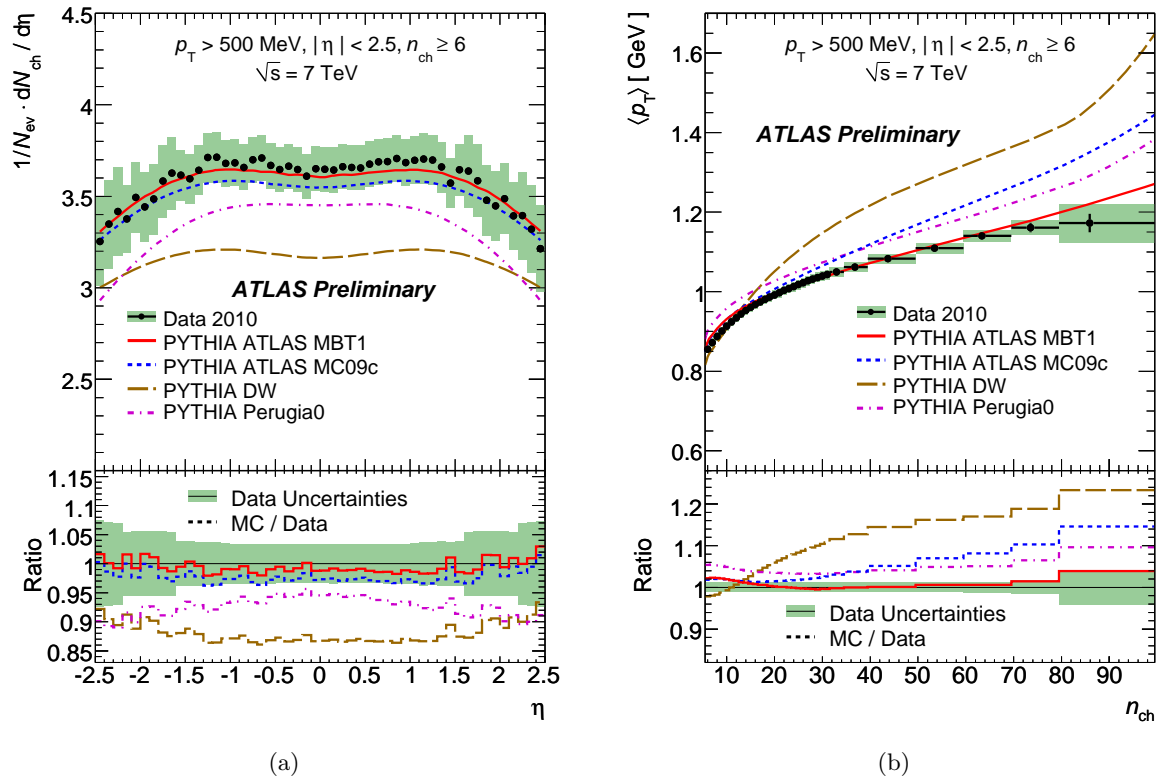 1/N_ev · dN_ch / dη
p_T > 500 MeV, | η | < 2.5, n_ch ≥ 6
√s = 7 TeV
4.5
4
3.5
3
2.5
ATLAS Preliminary
Data 2010
PYTHIA ATLAS MBT1
PYTHIA ATLAS MC09c
PYTHIA DW
PYTHIA Perugia0
Ratio
1.15
1.1
1.05
1.00
0.95
0.9
0.85
Data Uncertainties
MC / Data
-2.5 -2 -1.5 -1 -0.5 0 0.5 1 1.5 2 2.5
η
(a)
⟨p_T⟩ [ GeV ]
p_T > 500 MeV, | η | < 2.5, n_ch ≥ 6
√s = 7 TeV
1.6
1.4
1.2
1
0.8
0.6
ATLAS Preliminary
Data 2010
PYTHIA ATLAS MBT1
PYTHIA ATLAS MC09c
PYTHIA DW
PYTHIA Perugia0
Ratio
1.2
1.1
1.0
0.9
Data Uncertainties
MC / Data
10 20 30 40 50 60 70 80 90
n_ch
(b)